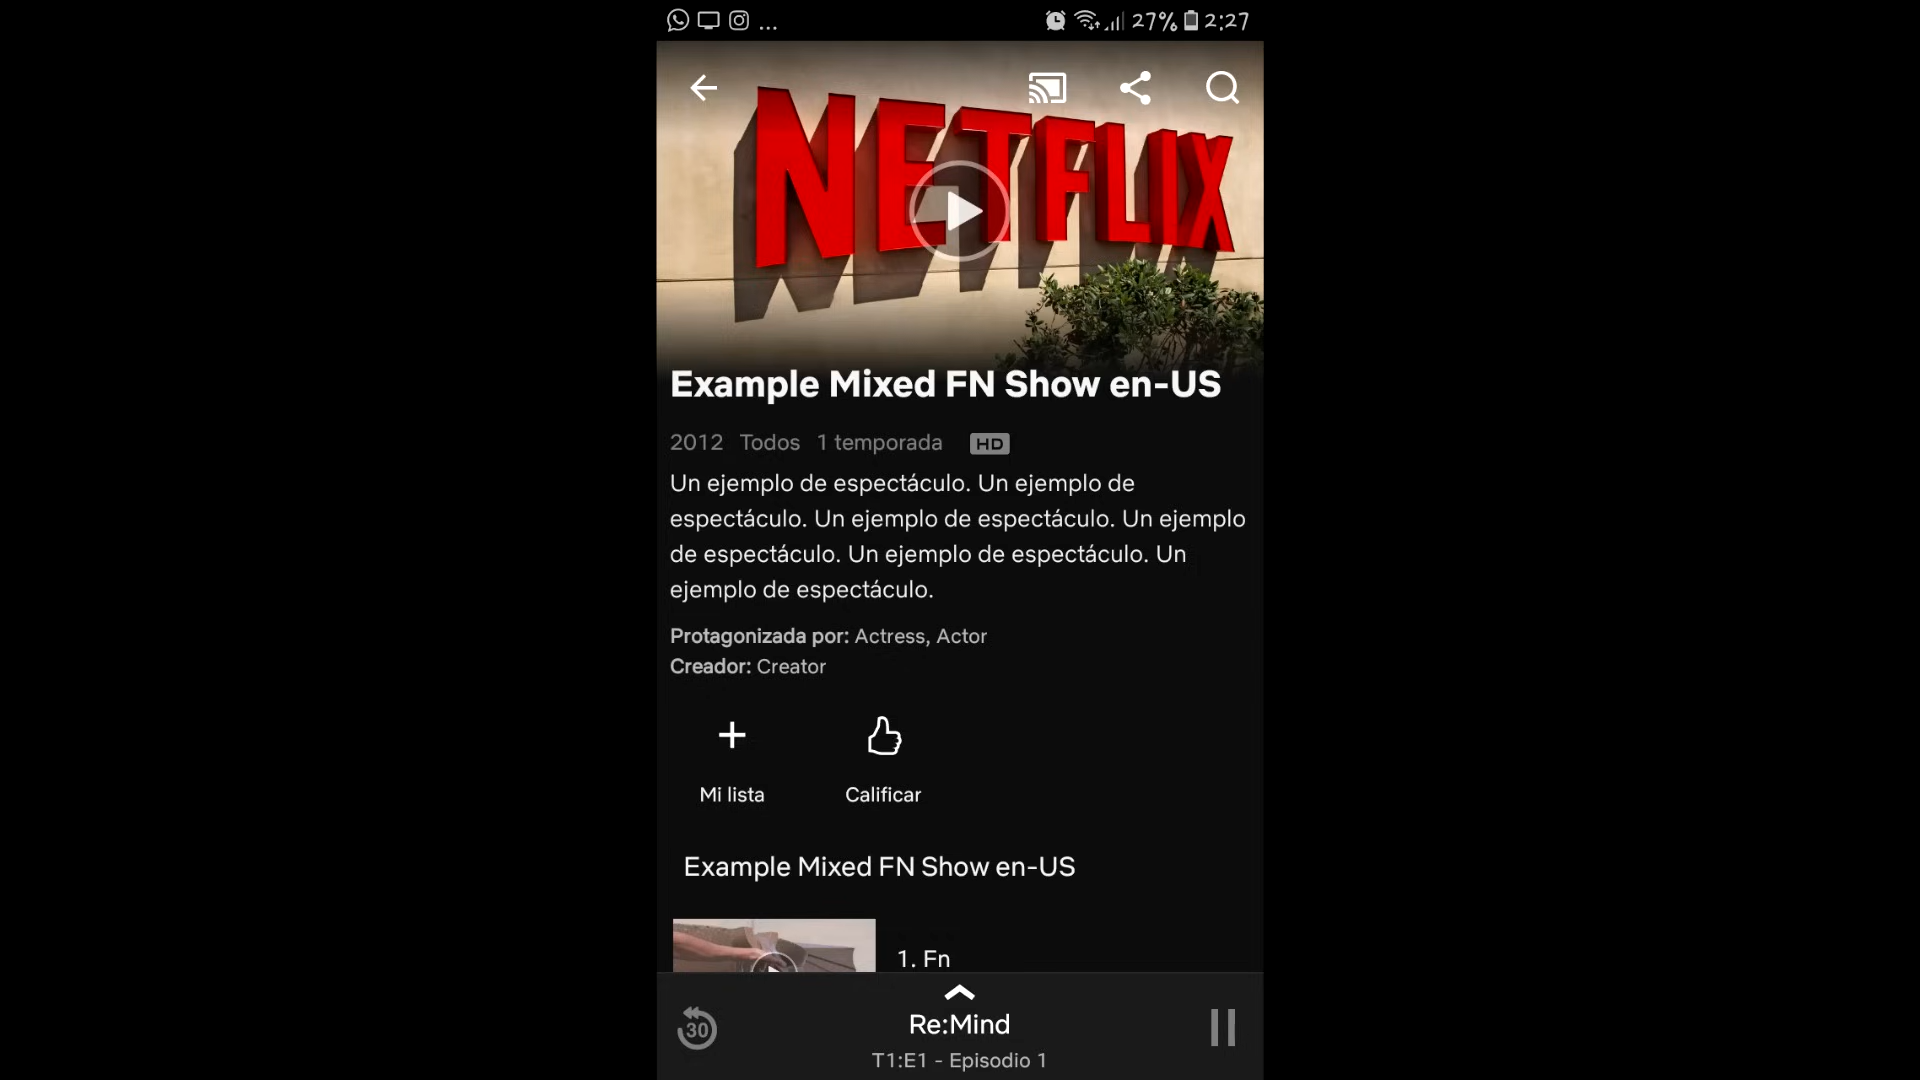 ... 27% 2:27
NETFLIX
Example Mixed FN Show en-US
2012 Todos 1 temporada HD
Un ejemplo de espectáculo. Un ejemplo de
espectáculo. Un ejemplo de espectáculo. Un ejemplo
de espectáculo. Un ejemplo de espectáculo. Un
ejemplo de espectáculo.
Protagonizada por: Actress, Actor
Creador: Creator
Mi lista Calificar
Example Mixed FN Show en-US
1. Fn
30
Re:Mind
T1:E1 - Episodio 1